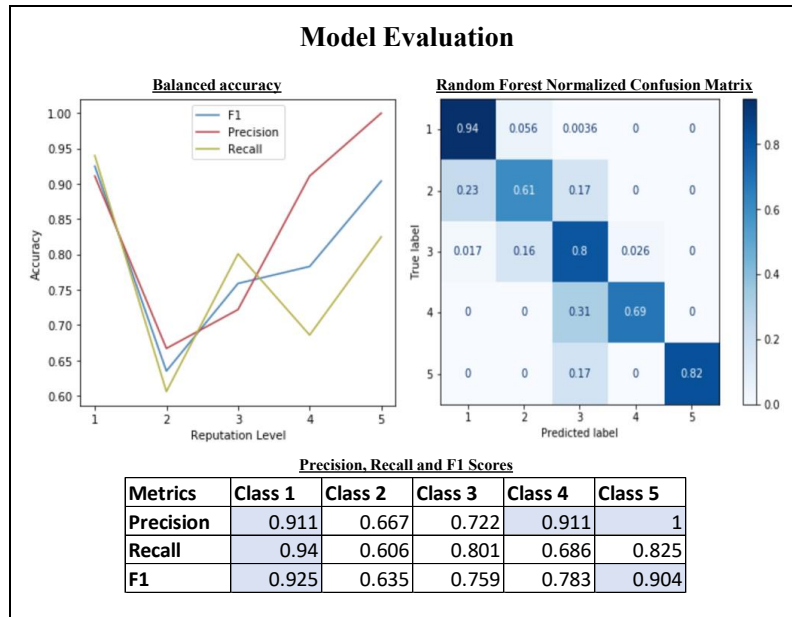 Model Evaluation
Balanced accuracy
1.00
0.95
0.90
0.85
0.80
0.75
0.70
0.65
0.60
Accuracy
F1
Precision
Recall
1 2 3 4 5
Reputation Level
Random Forest Normalized Confusion Matrix
True label
1 0.94 0.056 0.0036 0 0
2 0.23 0.61 0.17 0 0
3 0.017 0.16 0.8 0.026 0
4 0 0 0.31 0.69 0
5 0 0 0.17 0 0.82
1 2 3 4 5
Predicted label
0.8
0.6
0.4
0.2
0.0
Precision, Recall and F1 Scores
Metrics Class 1 Class 2 Class 3 Class 4 Class 5
Precision 0.911 0.667 0.722 0.911 1
Recall 0.94 0.606 0.801 0.686 0.825
F1 0.925 0.635 0.759 0.783 0.904